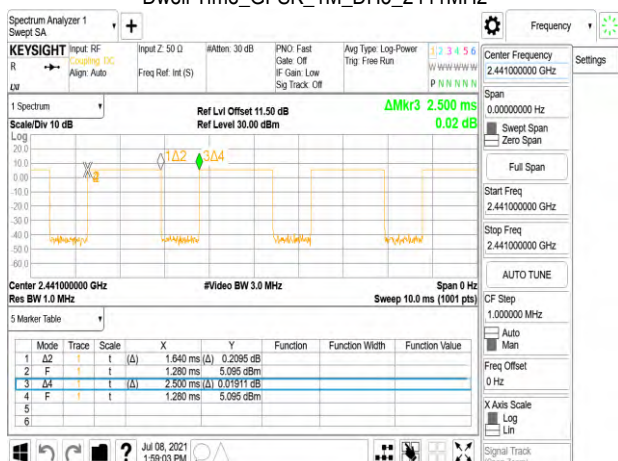 Spectrum Analyzer 1
Swept SA
+
Frequency
Settings
KEYSIGHT
R
Input: RF
Coupling: DC
Align: Auto
Input Z: 50 Ω
Freq Ref: Int (S)
#Atten: 30 dB
PNO: Fast
Gate: Off
IF Gain: Low
Sig Track: Off
Avg Type: Log-Power
Trig: Free Run
1 2 3 4 5 6
W W W W W W
P N N N N N
1 Spectrum
Scale/Div 10 dB
Ref Lvl Offset 11.50 dB
Ref Level 30.00 dBm
ΔMkr3 2.500 ms
0.02 dB
Log
20.0
10.0
0.00
-10.0
-20.0
-30.0
-40.0
-50.0
-60.0
1Δ2
3Δ4
Center 2.441000000 GHz
Res BW 1.0 MHz
#Video BW 3.0 MHz
Span 0 Hz
Sweep 10.0 ms (1001 pts)
5 Marker Table
Mode Trace Scale X Y Function Function Width Function Value
1 Δ2 1 t (Δ) 1.640 ms (Δ) 0.2095 dB
2 F 1 t 1.280 ms 5.095 dBm
3 Δ4 1 t (Δ) 2.500 ms (Δ) 0.01911 dB
4 F 1 t 1.280 ms 5.095 dBm
5
6
Jul 08, 2021
1:59:03 PM
Center Frequency
2.441000000 GHz
Span
0.00000000 Hz
Swept Span
Zero Span
Full Span
Start Freq
2.441000000 GHz
Stop Freq
2.441000000 GHz
AUTO TUNE
CF Step
1.000000 MHz
Auto
Man
Freq Offset
0 Hz
X Axis Scale
Log
Lin
Signal Track